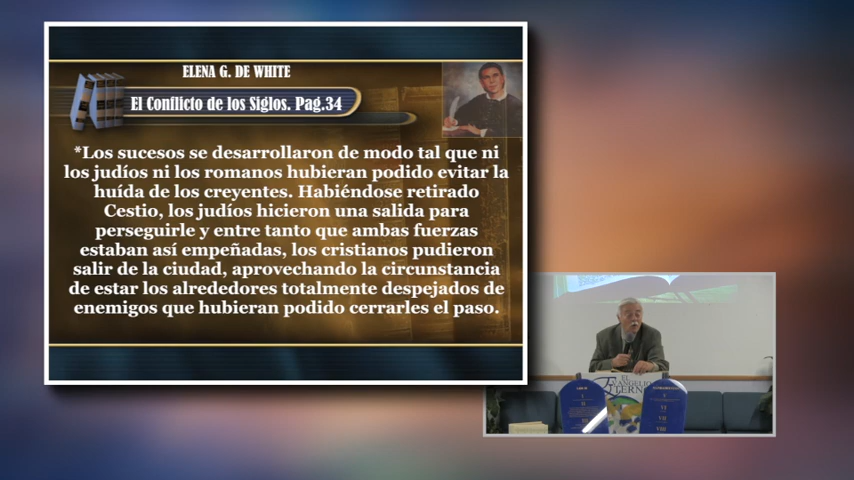 ELENA G. DE WHITE
El Conflicto de los Siglos. Pag.34
*Los sucesos se desarrollaron de modo tal que ni
los judíos ni los romanos hubieran podido evitar la
huída de los creyentes. Habiéndose retirado
Cestio, los judíos hicieron una salida para
perseguirle y entre tanto que ambas fuerzas
estaban así empeñadas, los cristianos pudieron
salir de la ciudad, aprovechando la circunstancia
de estar los alrededores totalmente despejados de
enemigos que hubieran podido cerrarles el paso.
EL
EVANGELIO
ETERNO